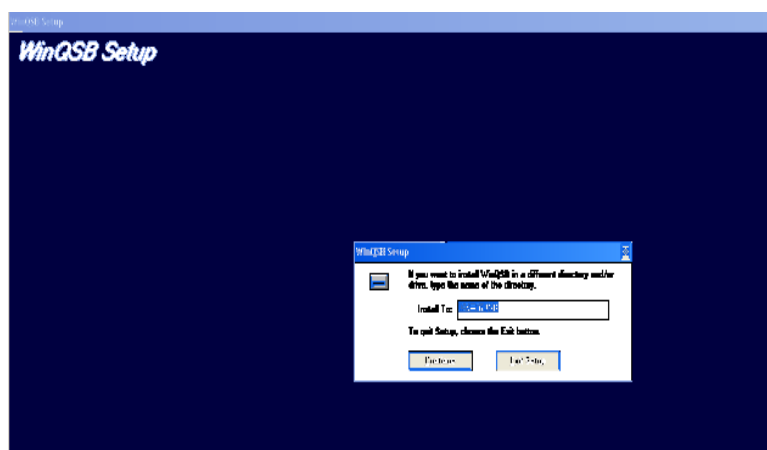 WinQSB Setup
WinQSB Setup
WinQSB Setup
If you want to install WinQSB in a different directory and/or
drive, type the name of the directory.
Install To:
To quit Setup, choose the Exit button.